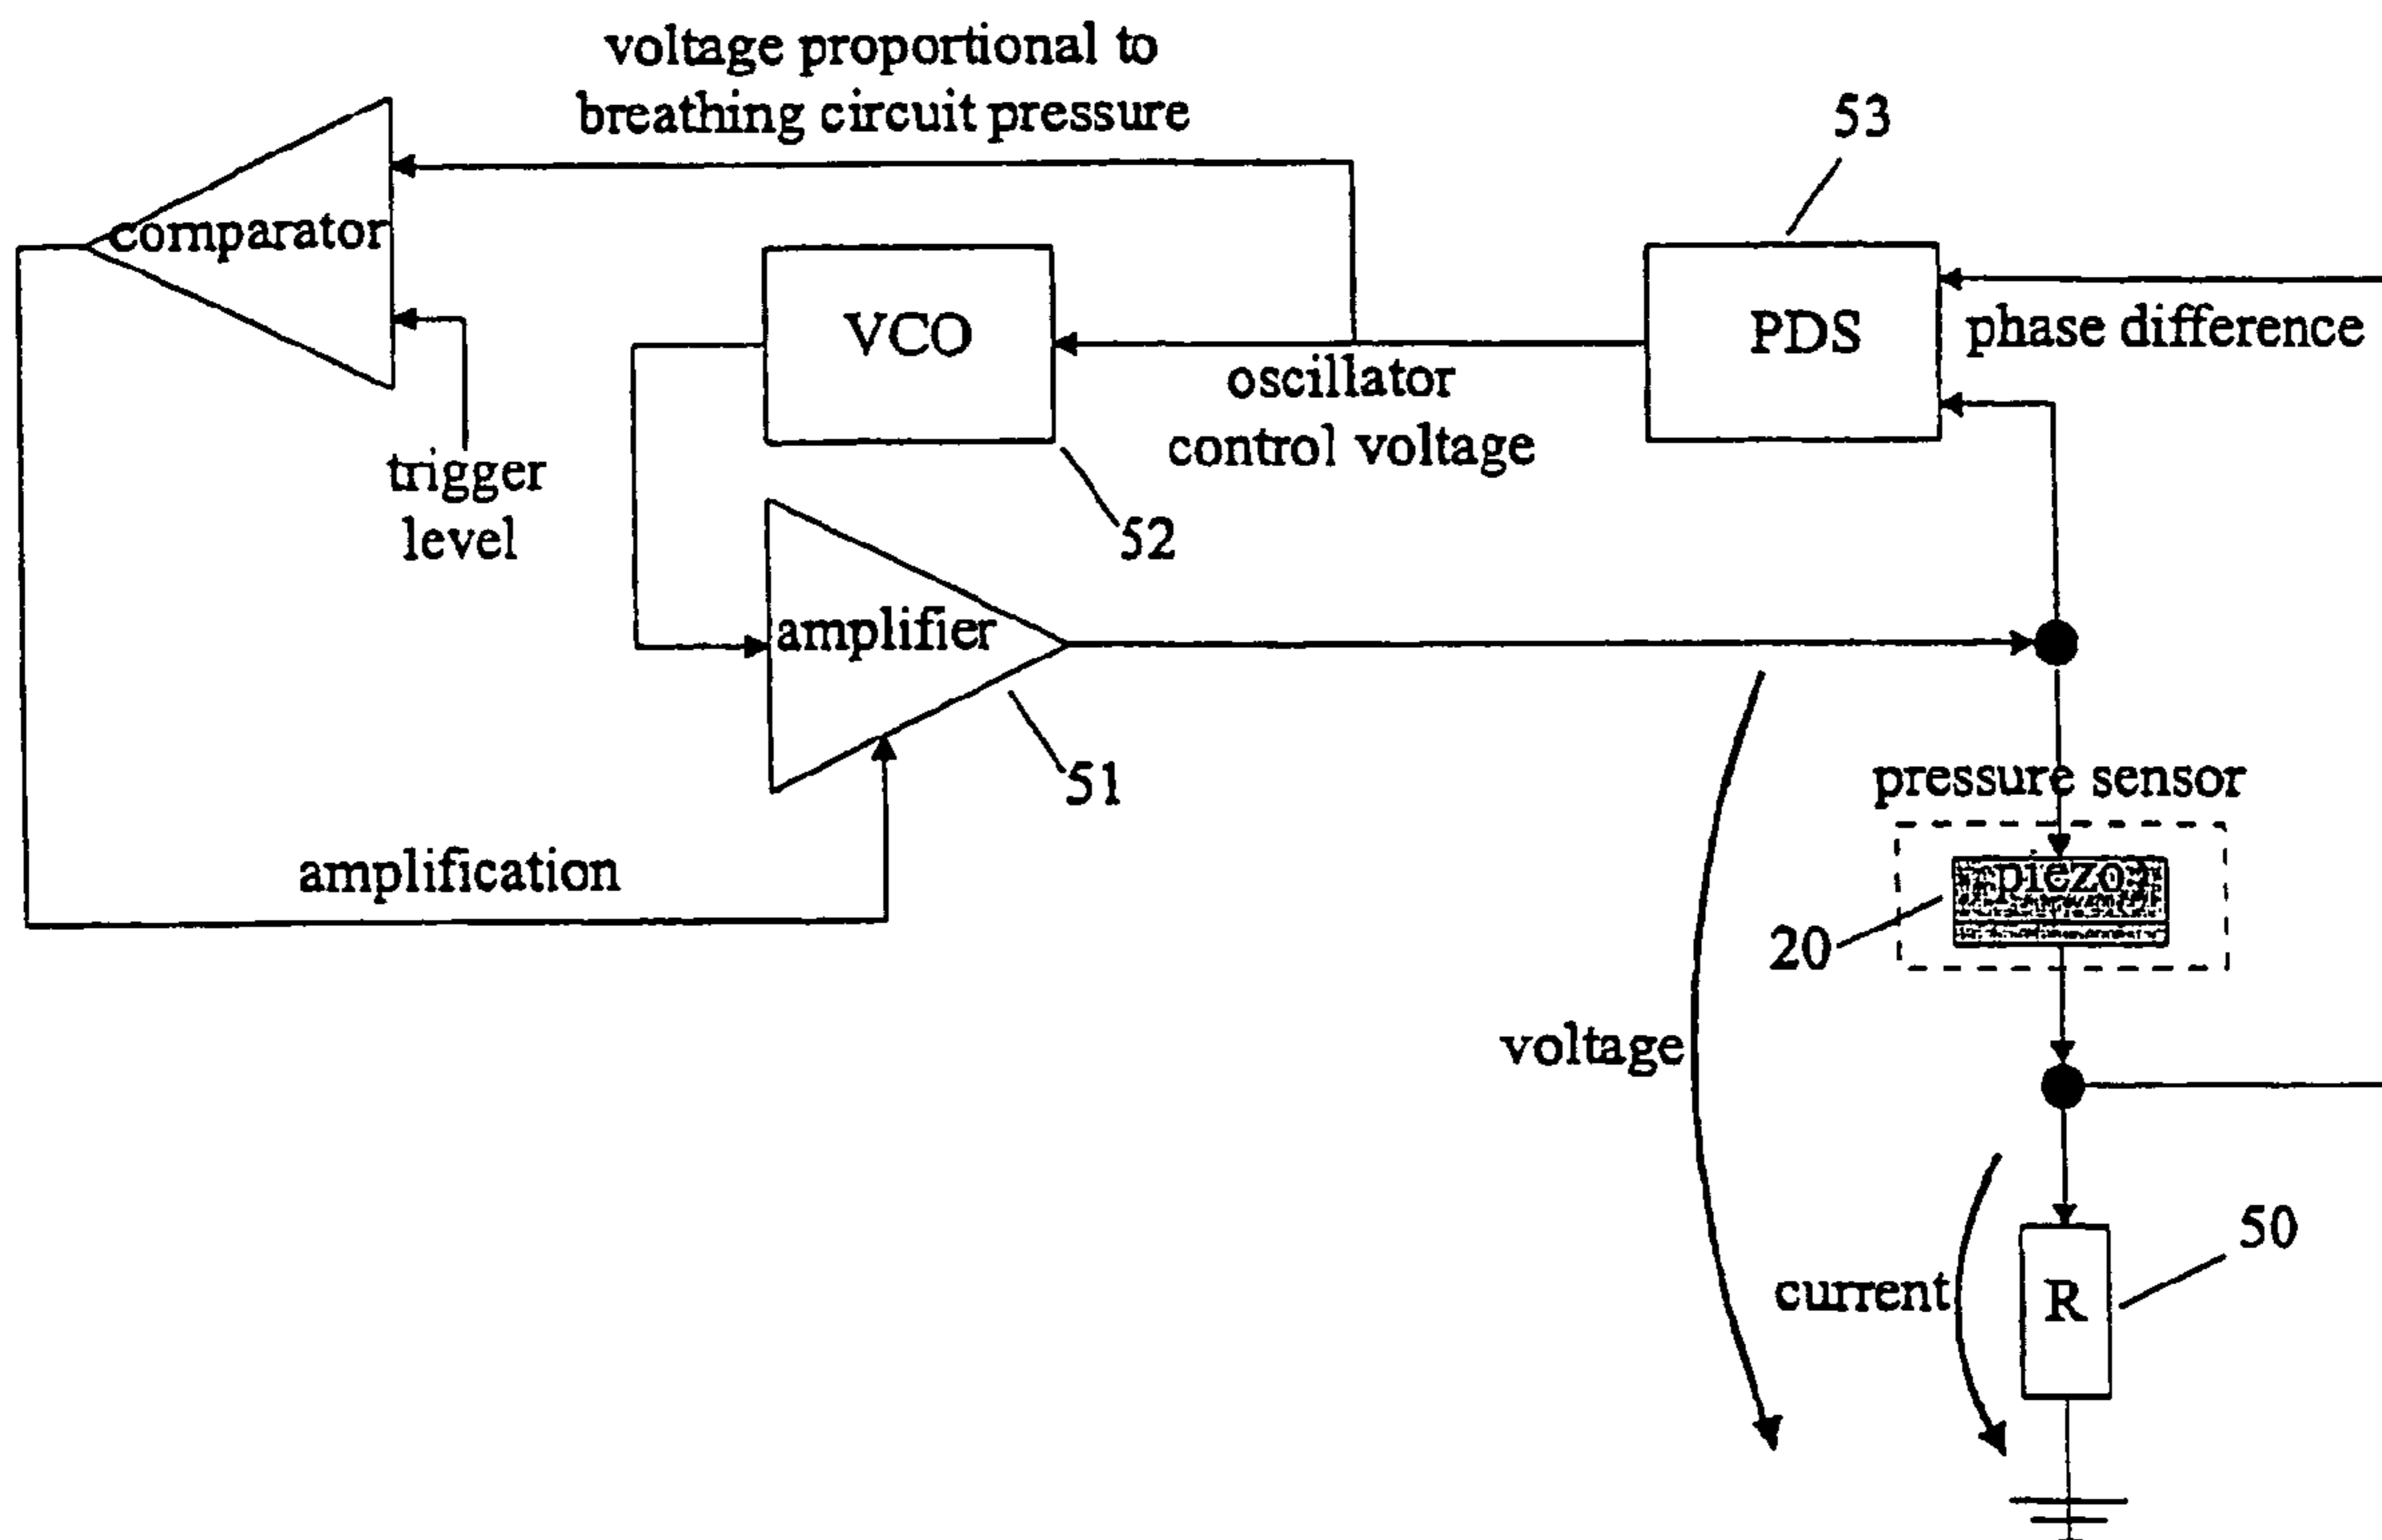 voltage proportional to
breathing circuit pressure
53
comparator
VCO
PDS
phase difference
oscillator
control voltage
trigger
level
52
amplifier
51
pressure sensor
piezo
amplification
20
voltage
50
current
R